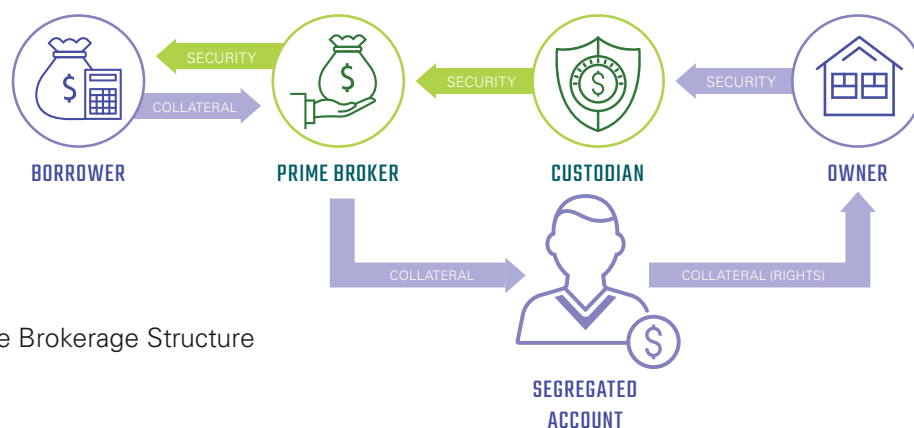 SECURITY
SECURITY
SECURITY
COLLATERAL
BORROWER
PRIME BROKER
CUSTODIAN
OWNER
COLLATERAL
COLLATERAL (RIGHTS)
e Brokerage Structure
SEGREGATED
ACCOUNT